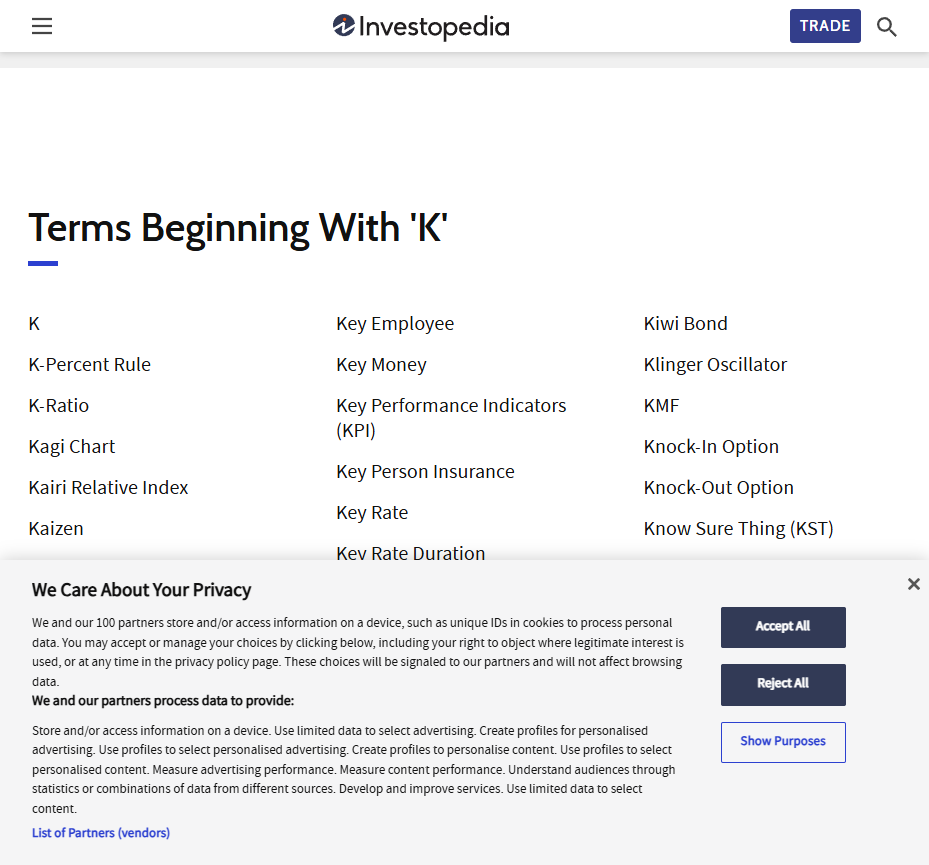 Investopedia
TRADE
Terms Beginning With 'K'
K
K-Percent Rule
K-Ratio
Kagi Chart
Kairi Relative Index
Kaizen
Key Employee
Key Money
Key Performance Indicators
(KPI)
Key Person Insurance
Key Rate
Key Rate Duration
Kiwi Bond
Klinger Oscillator
KMF
Knock-In Option
Knock-Out Option
Know Sure Thing (KST)
We Care About Your Privacy
We and our 100 partners store and/or access information on a device, such as unique IDs in cookies to process personal
data. You may accept or manage your choices by clicking below, including your right to object where legitimate interest is
used, or at any time in the privacy policy page. These choices will be signaled to our partners and will not affect browsing
data.
We and our partners process data to provide:
Store and/or access information on a device. Use limited data to select advertising. Create profiles for personalised
advertising. Use profiles to select personalised advertising. Create profiles to personalise content. Use profiles to select
personalised content. Measure advertising performance. Measure content performance. Understand audiences through
statistics or combinations of data from different sources. Develop and improve services. Use limited data to select
content.
List of Partners (vendors)
Accept All
Reject All
Show Purposes